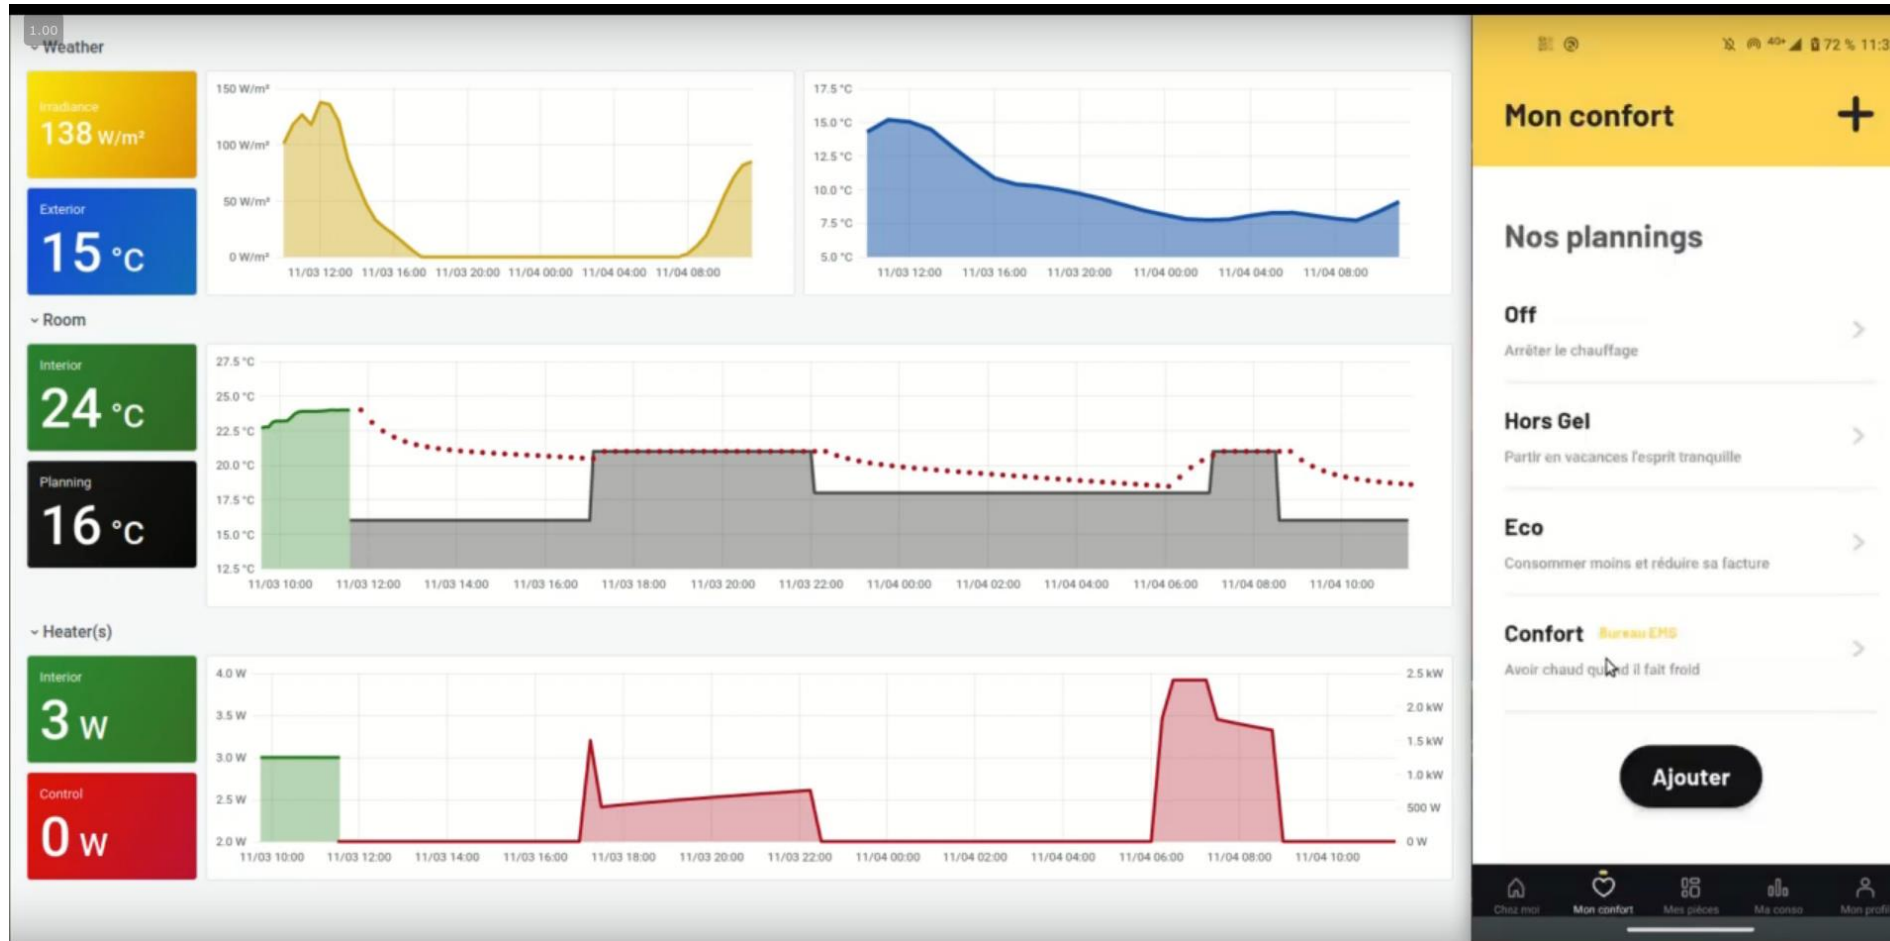 1.00
Weather
Irradiance
138 W/m²
150 W/m²
100 W/m²
50 W/m²
0 W/m²
11/03 12:00 11/03 16:00 11/03 20:00 11/04 00:00 11/04 04:00 11/04 08:00
Exterior
15 °C
17.5 °C
15.0 °C
12.5 °C
10.0 °C
7.5 °C
5.0 °C
11/03 12:00 11/03 16:00 11/03 20:00 11/04 00:00 11/04 04:00 11/04 08:00
Room
Interior
24 °C
Planning
16 °C
27.5 °C
25.0 °C
22.5 °C
20.0 °C
17.5 °C
15.0 °C
12.5 °C
11/03 10:00 11/03 12:00 11/03 14:00 11/03 16:00 11/03 18:00 11/03 20:00 11/03 22:00 11/04 00:00 11/04 02:00 11/04 04:00 11/04 06:00 11/04 08:00 11/04 10:00
Heater(s)
Interior
3 W
Control
0 W
4.0 W
3.5 W
3.0 W
2.5 W
2.0 W
2.5 kW
2.0 kW
1.5 kW
1.0 kW
500 W
0 W
11/03 10:00 11/03 12:00 11/03 14:00 11/03 16:00 11/03 18:00 11/03 20:00 11/03 22:00 11/04 00:00 11/04 02:00 11/04 04:00 11/04 06:00 11/04 08:00 11/04 10:00
4G+ 72 % 11:3
Mon confort
Nos plannings
Off
Arrêter le chauffage
Hors Gel
Partir en vacances l'esprit tranquille
Eco
Consommer moins et réduire sa facture
Confort Bureau EMS
Avoir chaud quand il fait froid
Ajouter
Chez moi Mon confort Mes pièces Ma conso Mon profil